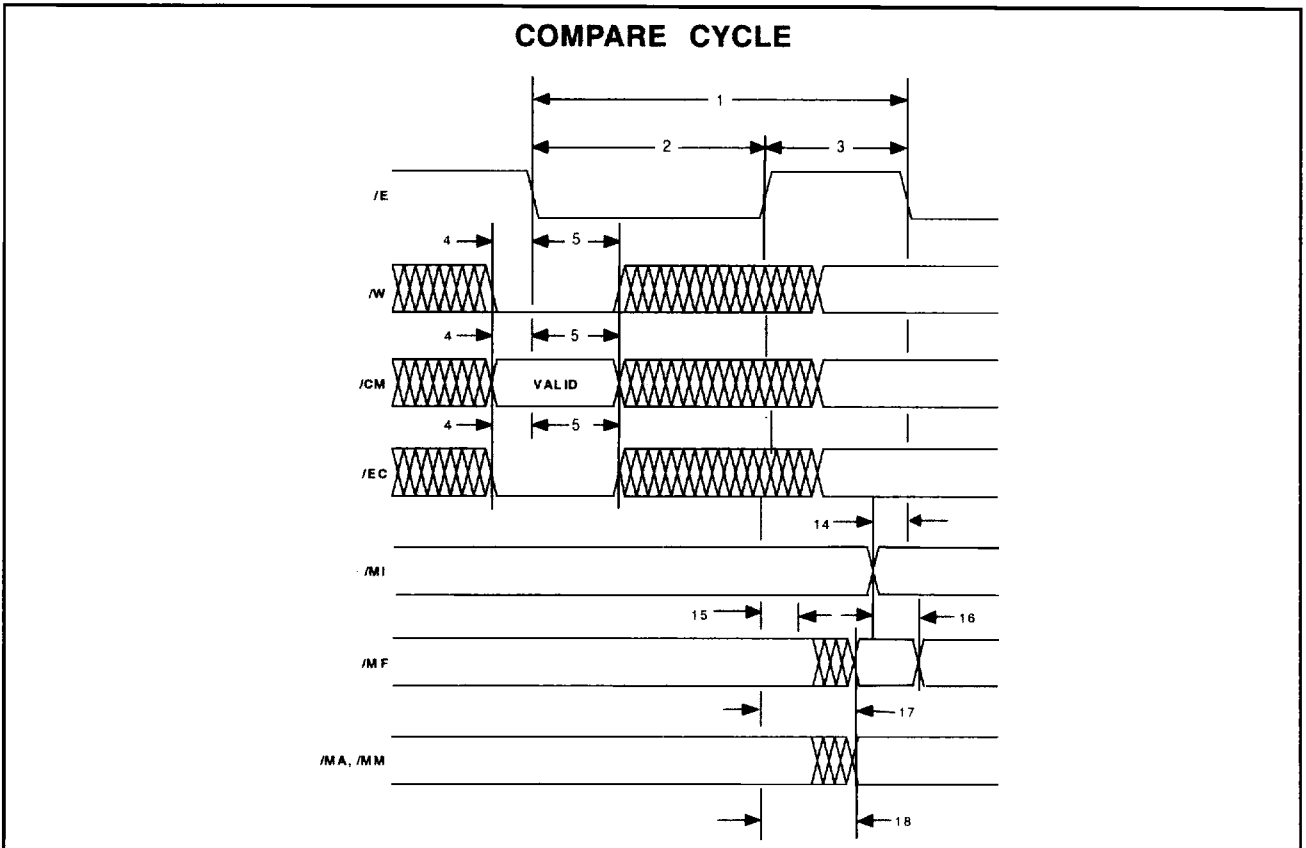 COMPARE CYCLE
1
2 3
/E
4 5
/W
4 5
/CM VALID
4 5
/EC
14
/MI
15 16
/MF
17
/MA, /MM
18